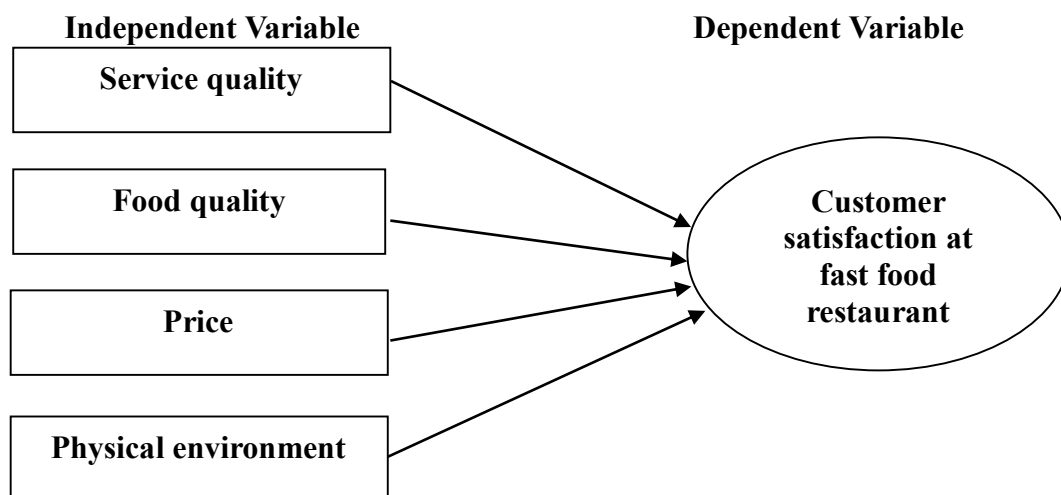 Independent Variable
Dependent Variable
Service quality
Food quality
Price
Physical environment
Customer
satisfaction at
fast food
restaurant